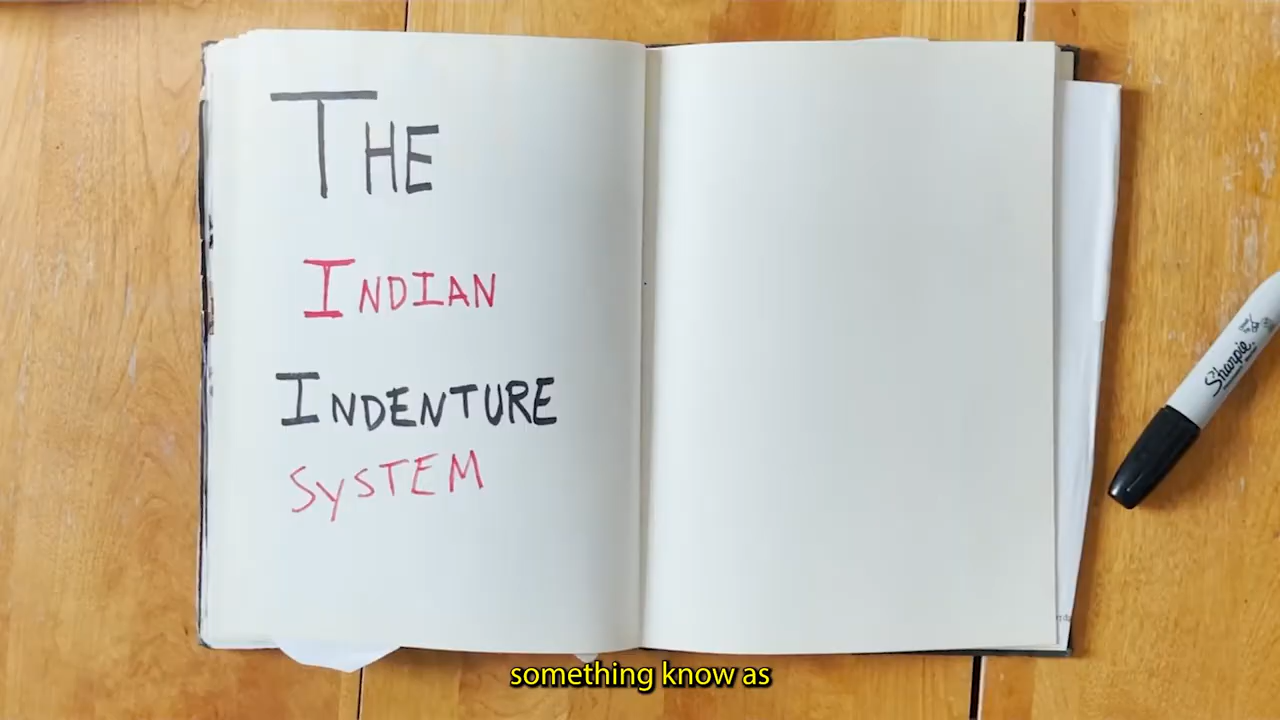 THE
INDIAN
INDENTURE
SYSTEM
Sharpie
something know as